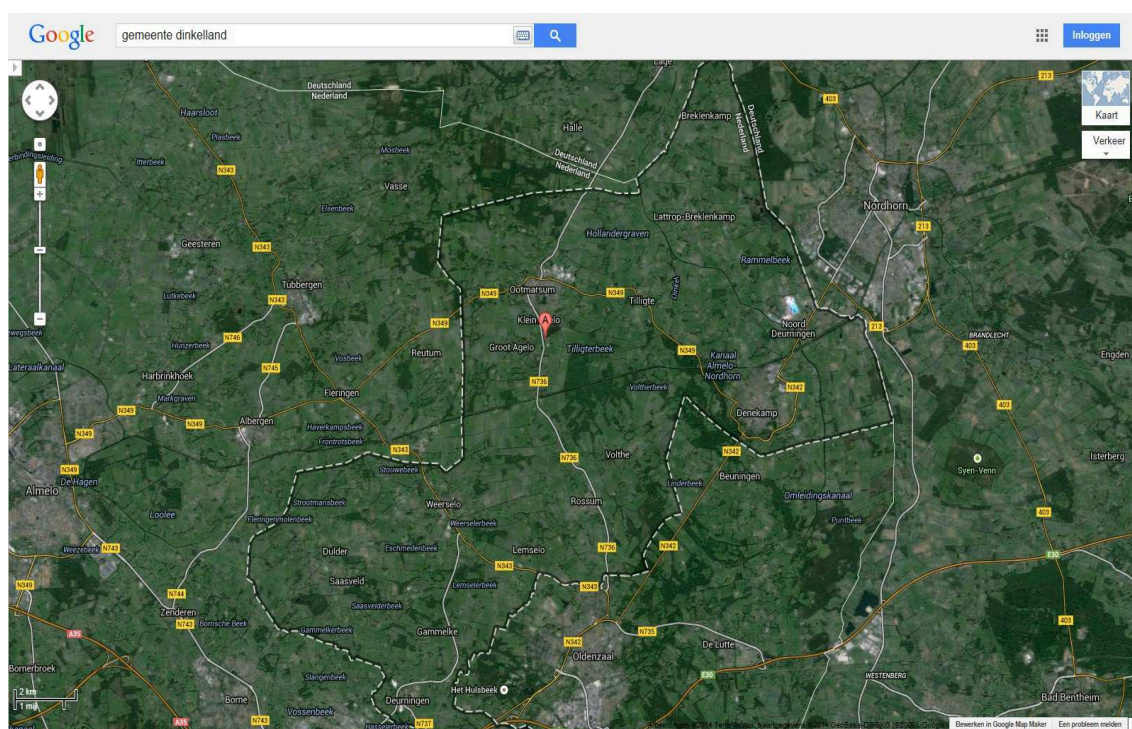 Google
gemeente dinkelland
Inloggen
Kaart
Verkeer
Deutschland
Nederland
Lage
213
403
Haarsloot
Plasbeek
Halle
Breklenkamp
Deutschland
Nederland
Mosbeek
Itterbeek
N343
Deutschland
Nederland
Vasse
Elsenbeek
Lattrop-Breklenkamp
Nordhorn
Hollandergraven
213
Geesteren
N343
Rammelbeek
Tubbergen
Dinkel
Lutkebeek
N343
N349
Ootmarsum
N349
Tilligte
N349
Klein Agelo
A
Noord
Deurningen
213
N746
Hunzerbeek
BRANDLECHT
Lateraalkanaal
Vosbeek
Reutum
Groot Agelo
Tilligterbeek
N349
Kanaal
Almelo-
Nordhorn
403
Engden
N745
Harbrinkhoek
N736
Voltherbeek
N342
Markgraven
Fleringen
N349
N349
Albergen
Denekamp
403
Haverkampsbeek
N349
Frontrotsbeek
N343
N342
N736
Volthe
N349
Stouwebeek
Syen-Venn
Isterberg
De Hagen
Beuningen
Linderbeek
Almelo
Strootmansbeek
Weerselo
Rossum
Omleidingskanaal
Loolee
Fleringenmolenbeek
Weerselerbeek
Puntbeek
403
Weezebeek
N743
Dulder
Eschmedenbeek
Lemselo
N736
N342
E30
N349
Saasveld
N343
Lemselerbeek
N343
N744
Saasvelderbeek
Zenderen
403
N743
Bornsche Beek
Gammelkerbeek
Gammelke
N735
A35
N342
De Lutte
Oldenzaal
Bornerbroek
Slangenbeek
E30
WESTENBERG
Het Hulsbeek
2 km
1 mij
Borne
Deurningen
Bad Bentheim
Vossenbeek
A35
N743
Hasselerbeek
N737
Bewerken in Google Map Maker
Een probleem melden